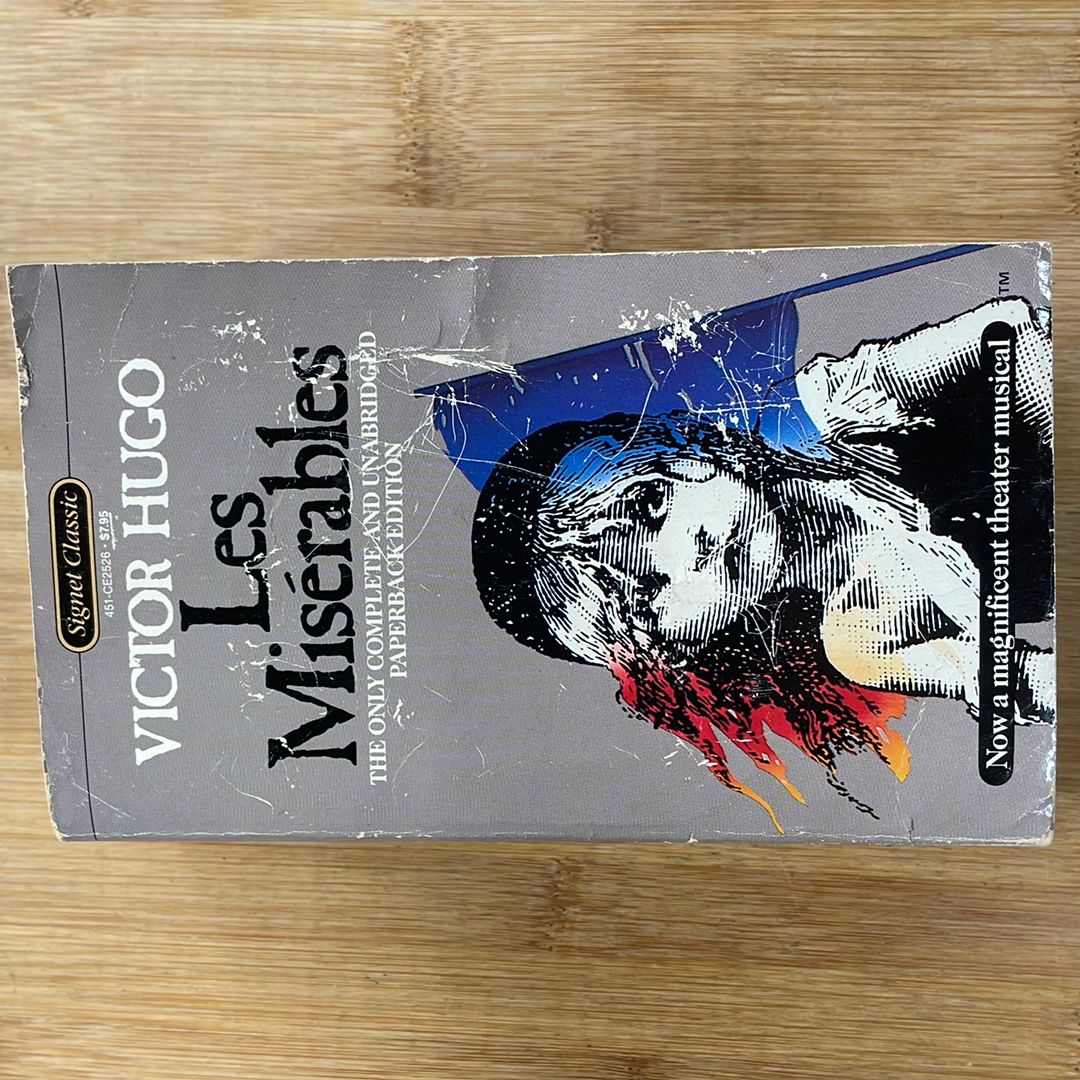 Signet Classic
451-CE2526 • $7.95
VICTOR HUGO
Les
Misérables
THE ONLY COMPLETE AND UNABRIDGED
PAPERBACK EDITION
TM
Now a magnificent theater musical